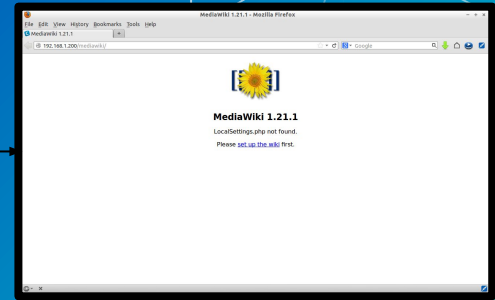 MediaWiki 1.21.1 - Mozilla Firefox
File Edit View History Bookmarks Tools Help
MediaWiki 1.21.1
192.168.1.200/mediawiki/
Google
MediaWiki 1.21.1
LocalSettings.php not found.
Please set up the wiki first.